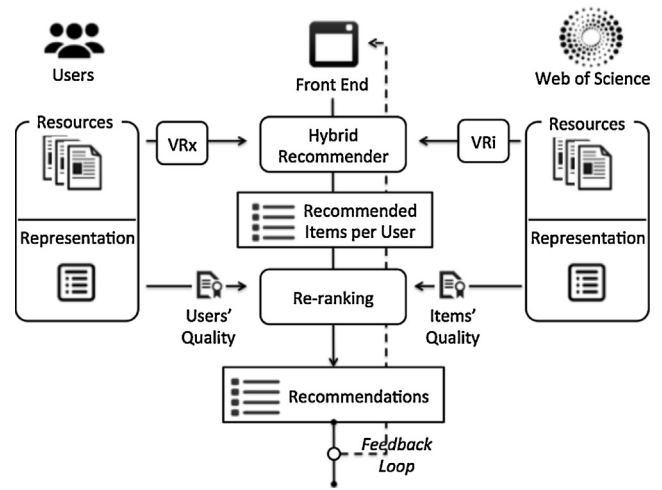 Users
Front End
Web of Science
Resources
VRx
Hybrid
Recommender
VRi
Resources
Recommended
Items per User
Representation
Representation
Users'
Quality
Re-ranking
Items'
Quality
Recommendations
Feedback
Loop